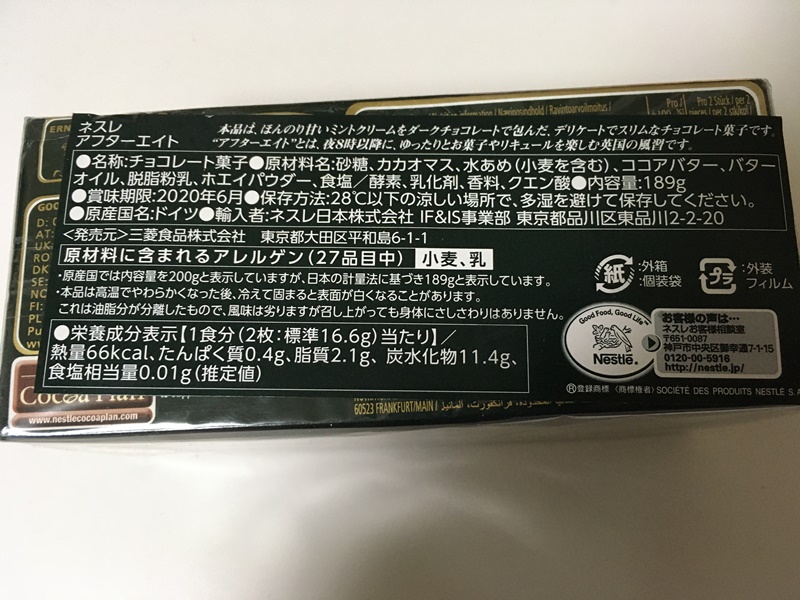 ネスレ
アフターエイト
本品は、ほんのり甘いミントクリームをダークチョコレートで包んだ、デリケートでスリムなチョコレート菓子です。
“アフターエイト”とは、夜8時以降に、ゆったりとお菓子やリキュールを楽しむ英国の風習です。
●名称:チョコレート菓子●原材料名:砂糖、カカオマス、水あめ(小麦を含む)、ココアバター、バター
オイル、脱脂粉乳、ホエイパウダー、食塩/酵素、乳化剤、香料、クエン酸●内容量:189g
●賞味期限:2020年6月●保存方法:28℃以下の涼しい場所で、多湿を避けて保存してください。
●原産国名:ドイツ●輸入者:ネスレ日本株式会社 IF&IS事業部 東京都品川区東品川2-2-20
<発売元>三菱食品株式会社 東京都大田区平和島6-1-1
原材料に含まれるアレルゲン(27品目中) 小麦、乳
・原産国では内容量を200gと表示していますが、日本の計量法に基づき189gと表示しています。
・本品は高温でやわらかくなった後、冷えて固まると表面が白くなることがあります。
これは油脂分が分離したもので、風味は劣りますが召し上がっても身体にさしさわりはありません。
●栄養成分表示【1食分(2枚:標準16.6g)当たり】/
熱量66kcal、たんぱく質0.4g、脂質2.1g、炭水化物11.4g、
食塩相当量0.01g(推定値)
紙
:外箱
:個装袋
プラ
:外装
フィルム
Good Food, Good Life
Nestlé.
お客様の声は…
ネスレお客様相談室
〒651-0087
神戸市中央区御幸通7-1-15
0120-00-5916
http://nestle.jp/
®登録商標 〈商標権者〉SOCIÉTÉ DES PRODUITS NESTLÉ S.A
Cocoa Plan
www.nestlecocoaplan.com
60523 FRANKFURT/MAIN /